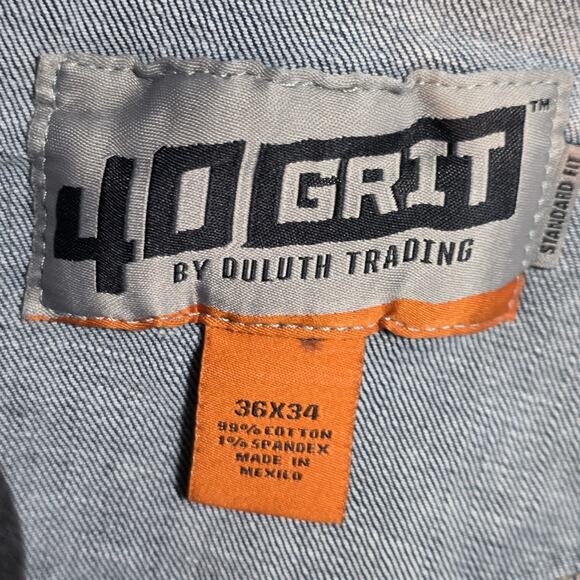 40 GRIT™
BY DULUTH TRADING
STANDARD FIT
36X34
99% COTTON
1% SPANDEX
MADE IN
MEXICO